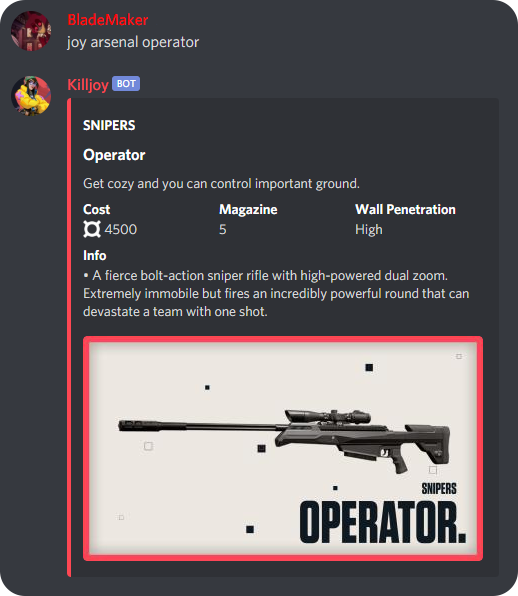 BladeMaker
joy arsenal operator
Killjoy BOT
SNIPERS
Operator
Get cozy and you can control important ground.
Cost Magazine Wall Penetration
4500 5 High
Info
• A fierce bolt-action sniper rifle with high-powered dual zoom.
Extremely immobile but fires an incredibly powerful round that can
devastate a team with one shot.
SNIPERS
OPERATOR.